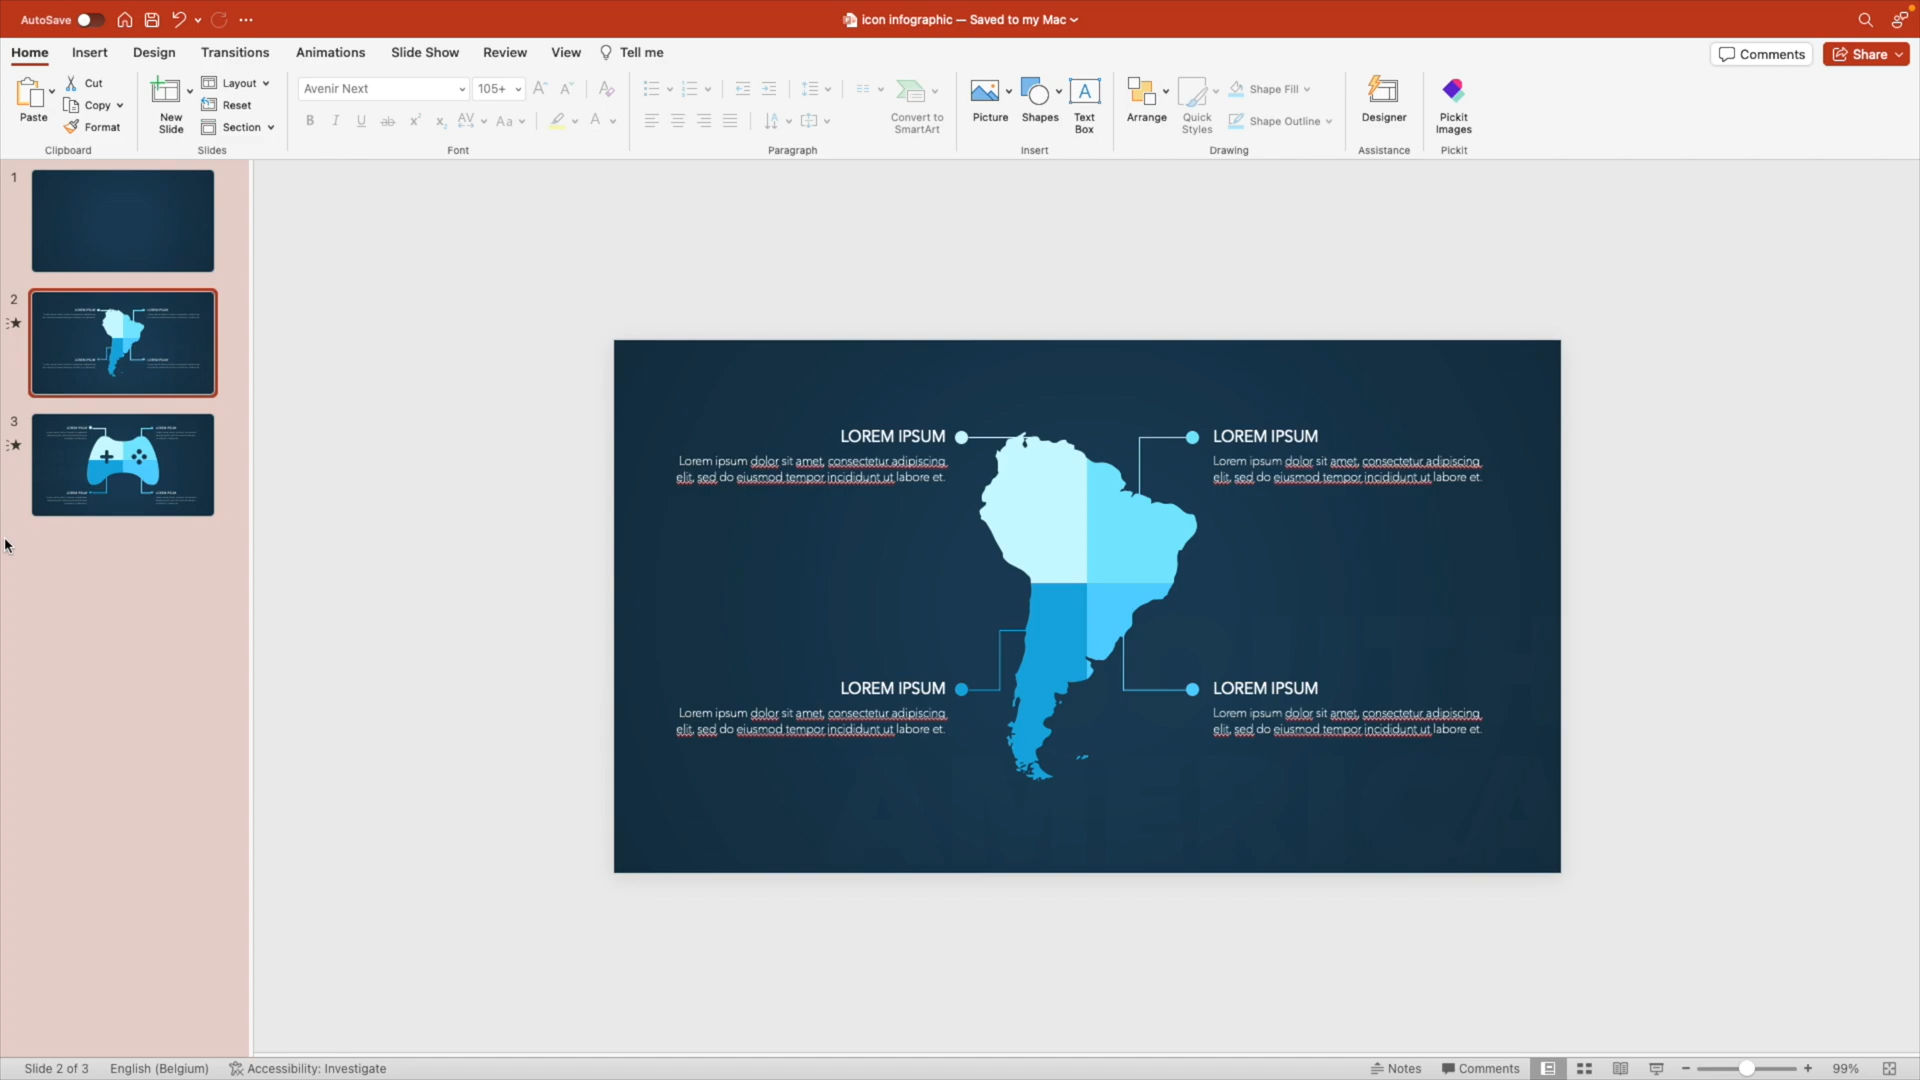 AutoSave
icon infographic — Saved to my Mac
Home Insert Design Transitions Animations Slide Show Review View Tell me
Comments Share
Paste Cut Copy Format Clipboard
New Slide Layout Reset Section Slides
Avenir Next 105+ Font
Paragraph Convert to SmartArt
Picture Shapes Text Box Insert
Arrange Quick Styles Shape Fill Shape Outline Drawing
Designer Assistance
Pickit Images Pickit
1
2
3
LOREM IPSUM
Lorem ipsum dolor sit amet, consectetur adipiscing
elit, sed do eiusmod tempor incididunt ut labore et.
LOREM IPSUM
Lorem ipsum dolor sit amet, consectetur adipiscing
elit, sed do eiusmod tempor incididunt ut labore et.
LOREM IPSUM
Lorem ipsum dolor sit amet, consectetur adipiscing
elit, sed do eiusmod tempor incididunt ut labore et.
LOREM IPSUM
Lorem ipsum dolor sit amet, consectetur adipiscing
elit, sed do eiusmod tempor incididunt ut labore et.
AMERICA
Slide 2 of 3 English (Belgium) Accessibility: Investigate Notes Comments 99%